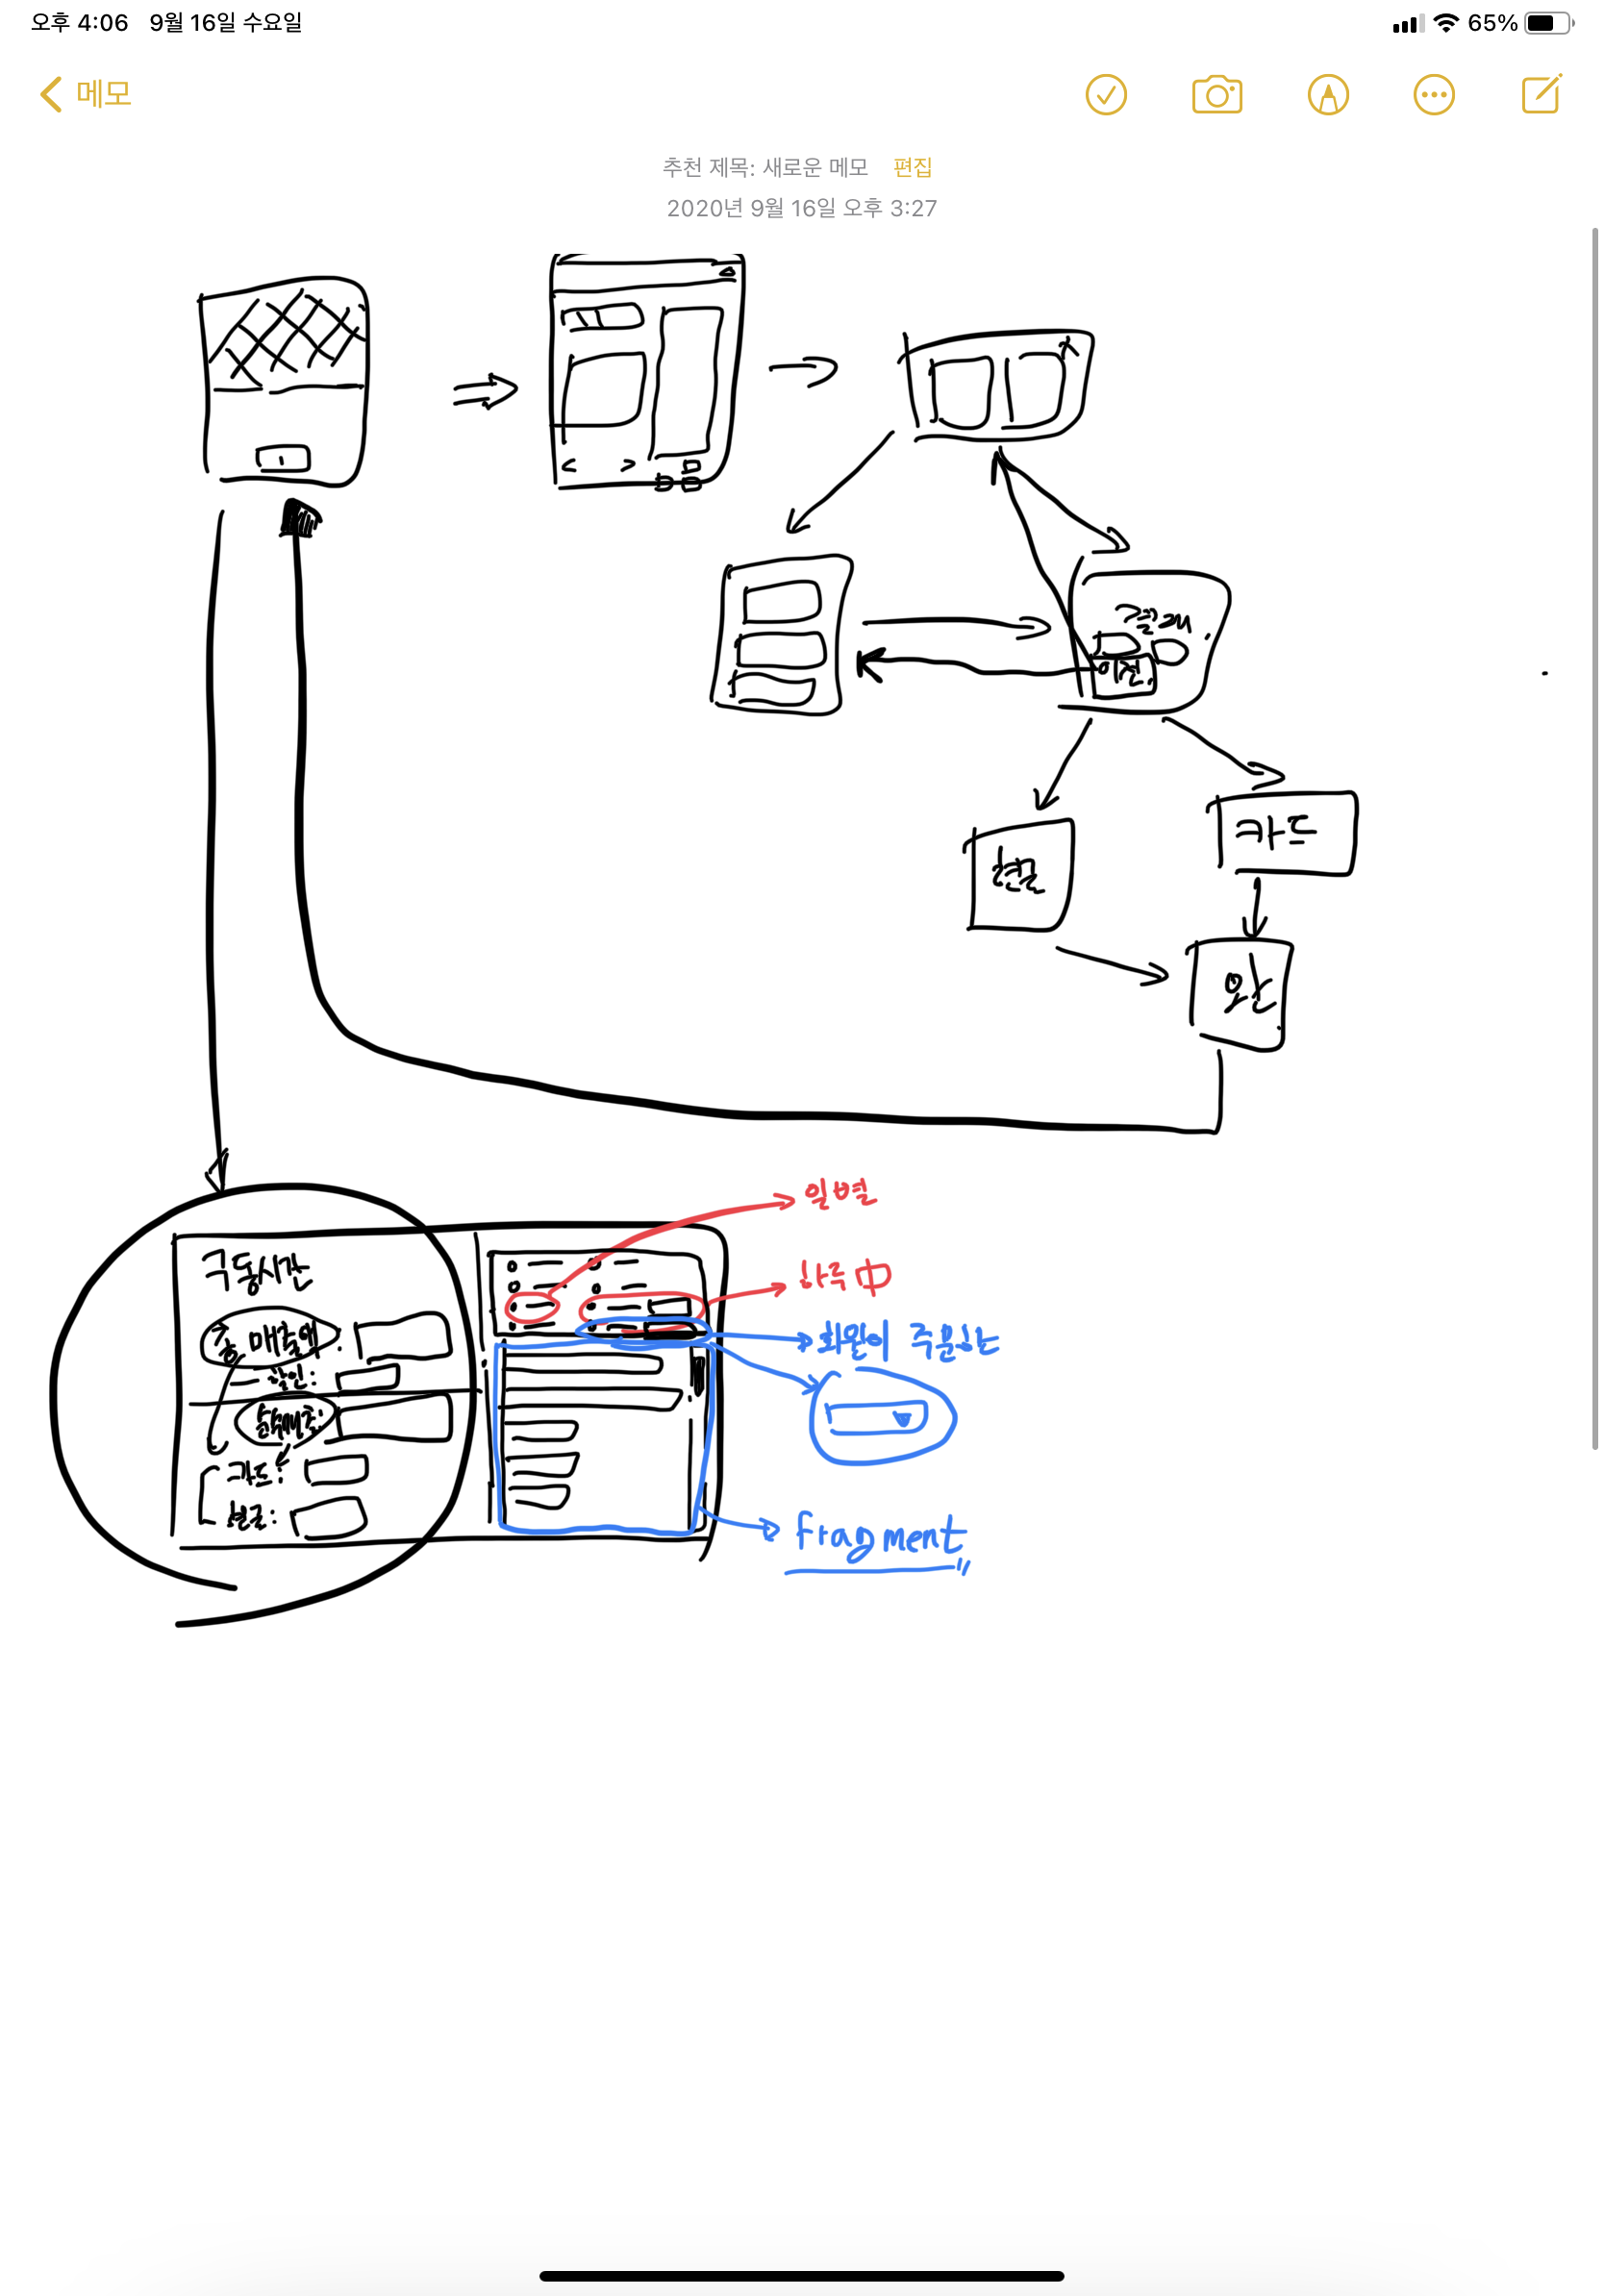 오후 4:06 9월 16일 수요일
65%
메모
추천 제목: 새로운 메모 편집
2020년 9월 16일 오후 3:27
결제
이전
카드
현금
완
일별
구동시간
하루 中
총 매출액:
회원이 주문하는
할인:
순매출:
카드:
현금:
fragment